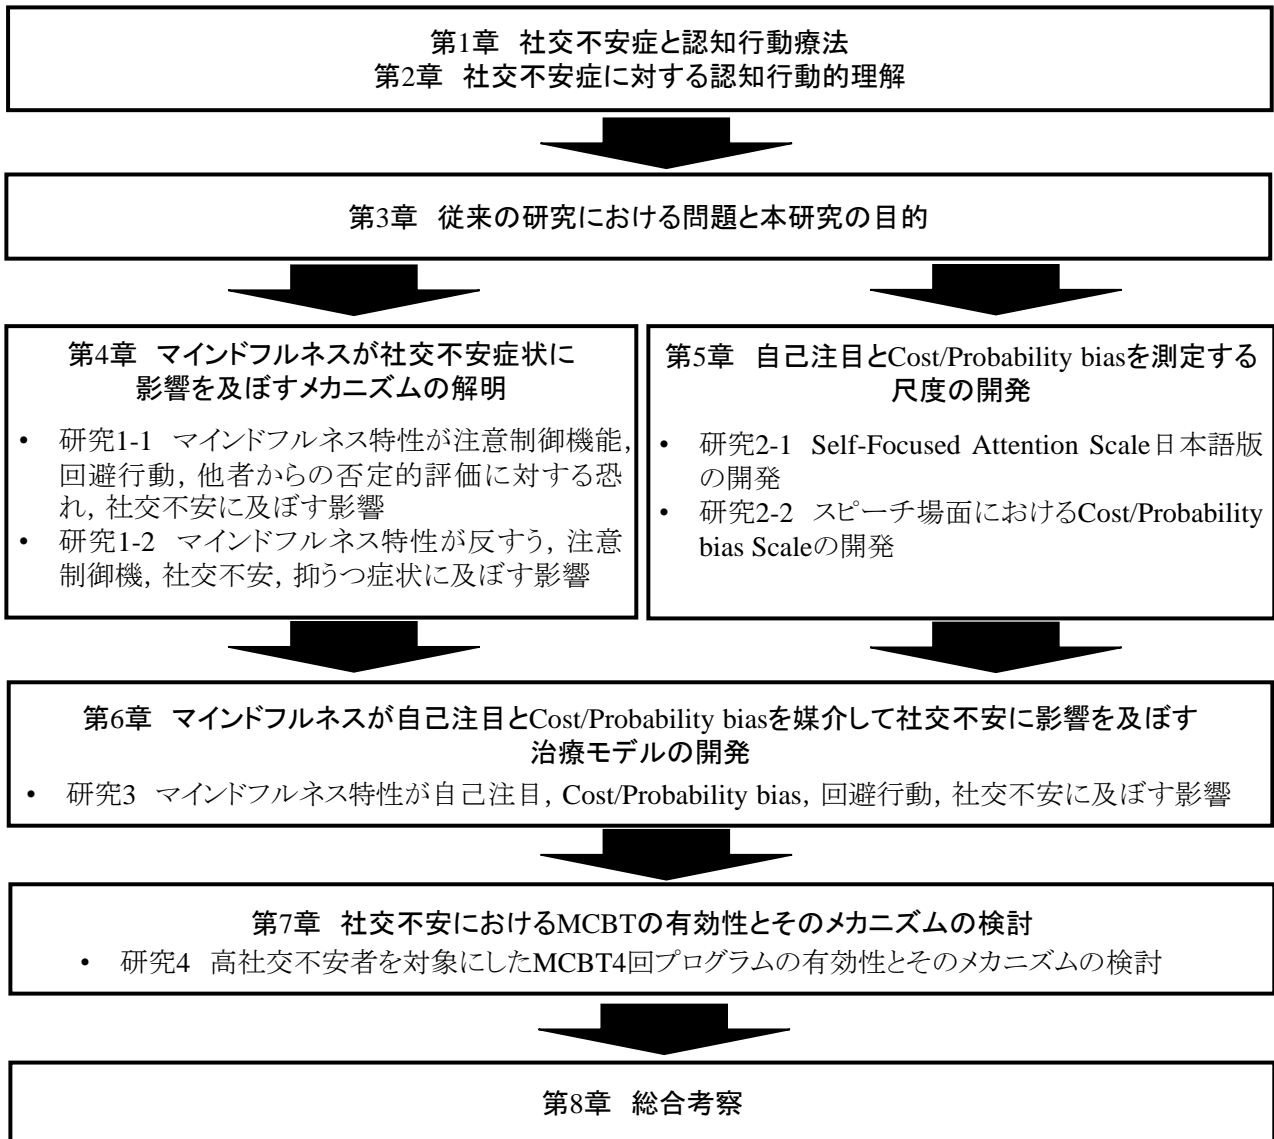 第1章 社交不安症と認知行動療法
第2章 社交不安症に対する認知行動的理解
第3章 従来の研究における問題と本研究の目的
第4章 マインドフルネスが社交不安症状に
影響を及ぼすメカニズムの解明
• 研究1-1 マインドフルネス特性が注意制御機能,
回避行動, 他者からの否定的評価に対する恐
れ, 社交不安に及ぼす影響
• 研究1-2 マインドフルネス特性が反すう, 注意
制御機, 社交不安, 抑うつ症状に及ぼす影響
第5章 自己注目とCost/Probability biasを測定する
尺度の開発
• 研究2-1 Self-Focused Attention Scale日本語版
の開発
• 研究2-2 スピーチ場面におけるCost/Probability
bias Scaleの開発
第6章 マインドフルネスが自己注目とCost/Probability biasを媒介して社交不安に影響を及ぼす
治療モデルの開発
• 研究3 マインドフルネス特性が自己注目, Cost/Probability bias, 回避行動, 社交不安に及ぼす影響
第7章 社交不安におけるMCBTの有効性とそのメカニズムの検討
• 研究4 高社交不安者を対象にしたMCBT4回プログラムの有効性とそのメカニズムの検討
第8章 総合考察